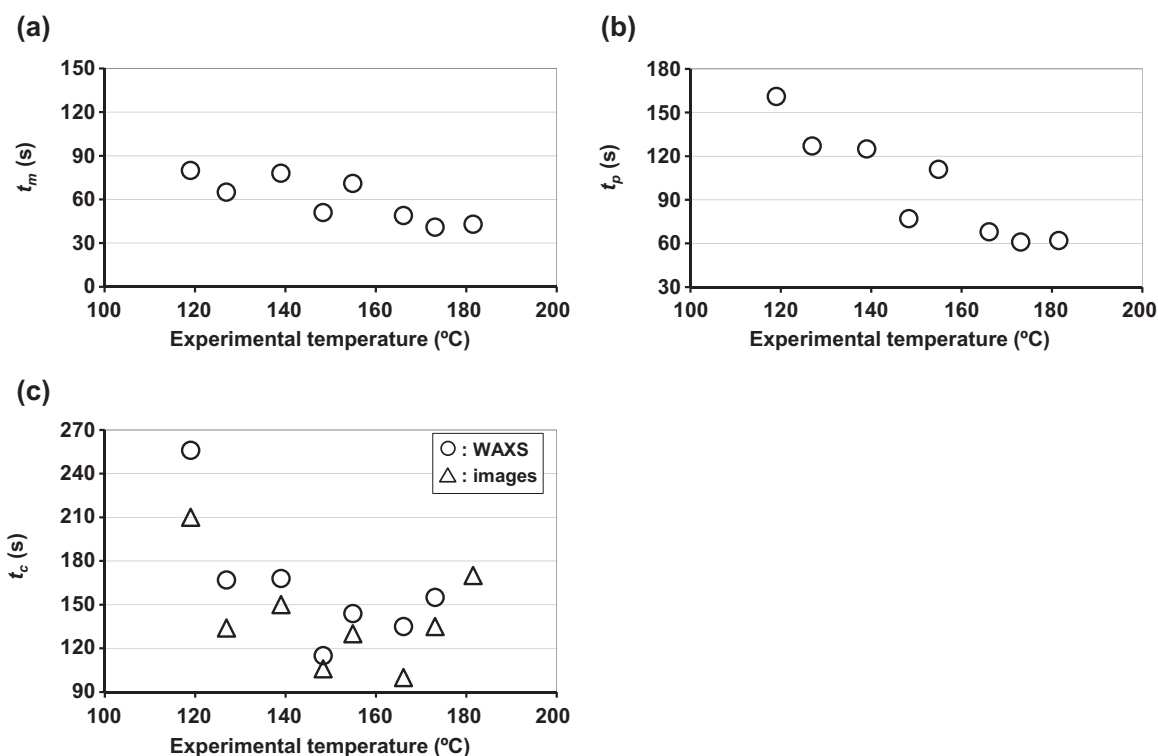 (a)
150
120
90
60
30
0
t_m (s)
100 120 140 160 180 200
Experimental temperature (ºC)
(b)
180
150
120
90
60
30
t_p (s)
100 120 140 160 180 200
Experimental temperature (ºC)
(c)
270
240
210
180
150
120
90
t_c (s)
○ : WAXS
△ : images
100 120 140 160 180 200
Experimental temperature (ºC)